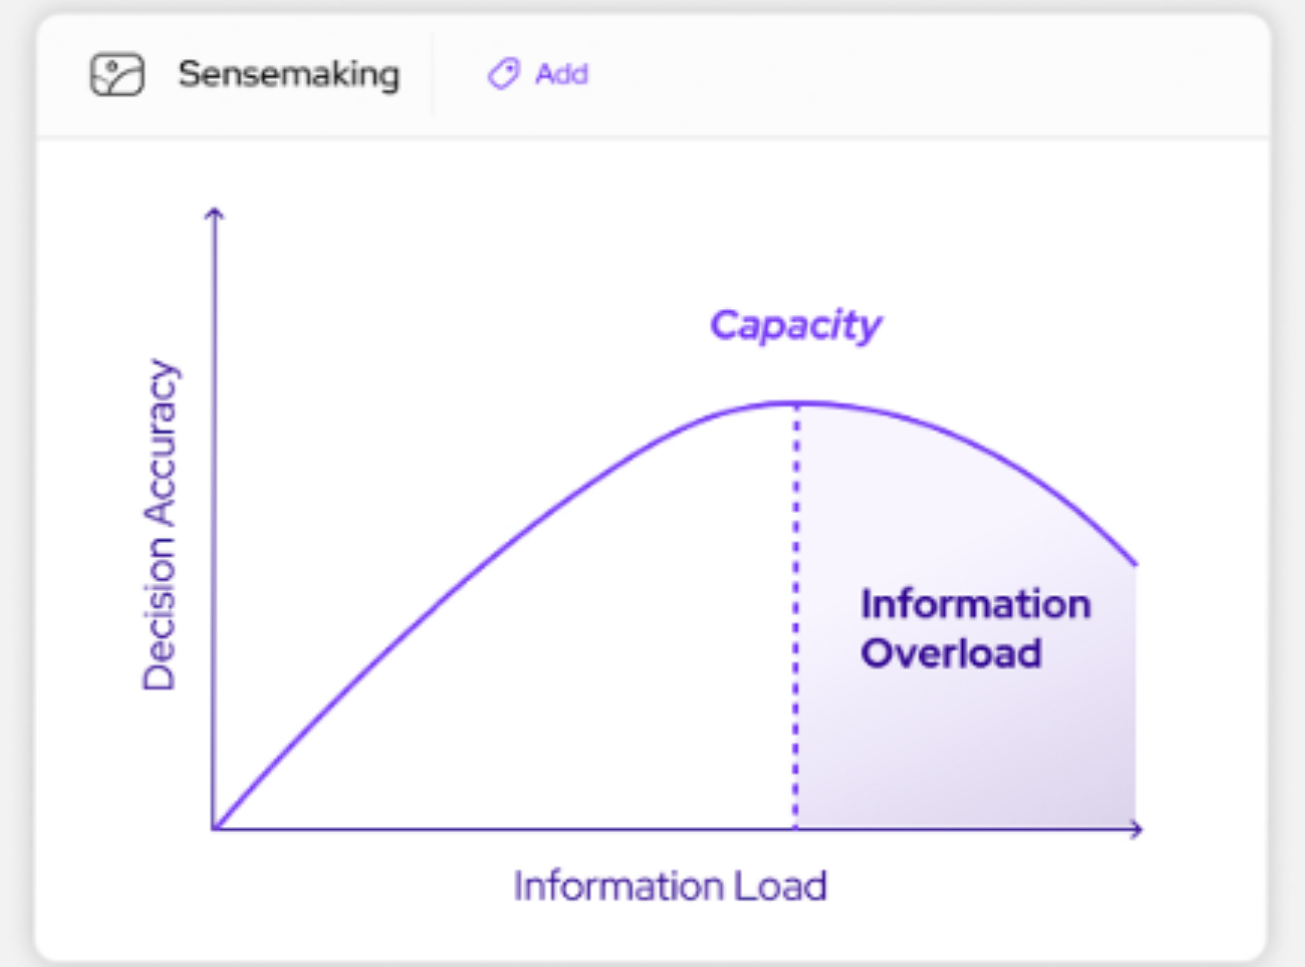 Sensemaking
Add
Capacity
Decision Accuracy
Information
Overload
Information Load